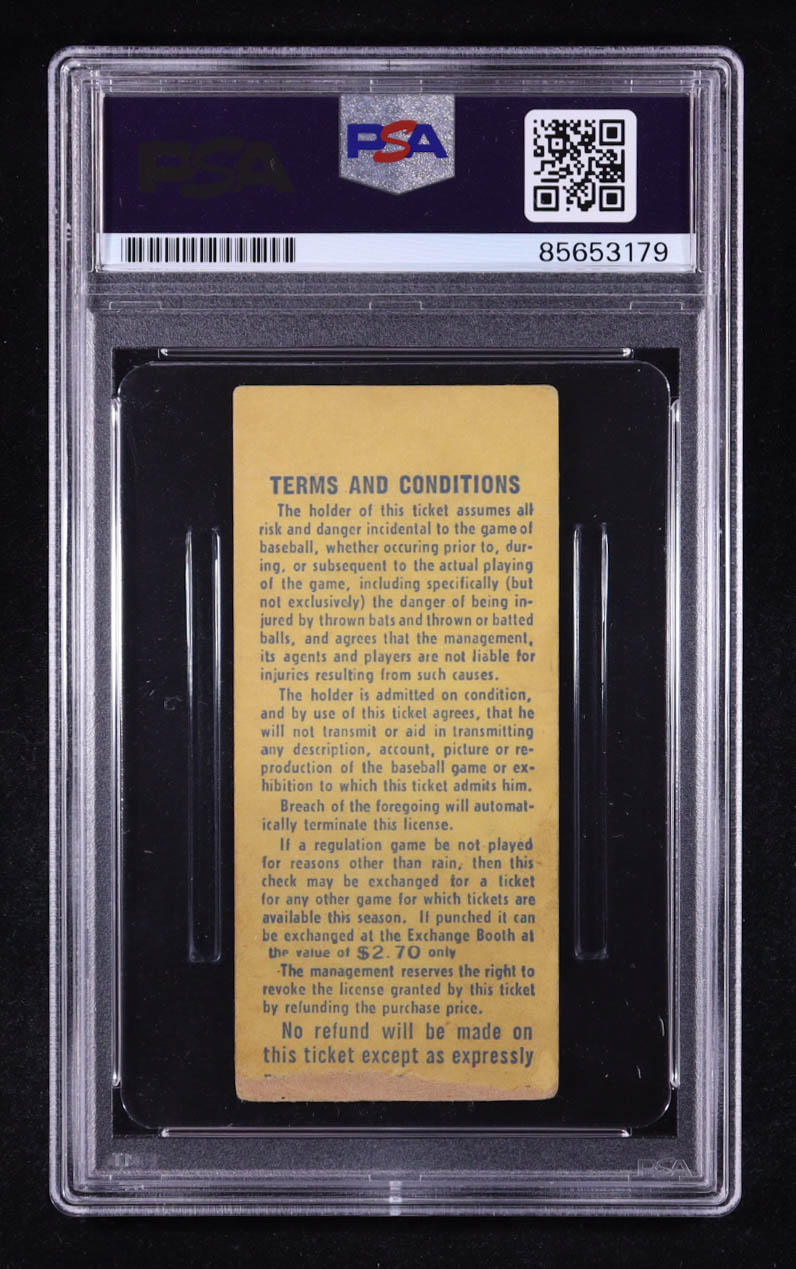 PSA
PSA
85653179
TERMS AND CONDITIONS
The holder of this ticket assumes all
risk and danger incidental to the game of
baseball, whether occuring prior to, dur-
ing, or subsequent to the actual playing
of the game, including specifically (but
not exclusively) the danger of being in-
jured by thrown bats and thrown or batted
balls, and agrees that the management,
its agents and players are not liable for
injuries resulting from such causes.
The holder is admitted on condition,
and by use of this ticket agrees, that he
will not transmit or aid in transmitting
any description, account, picture or re-
production of the baseball game or ex-
hibition to which this ticket admits him.
Breach of the foregoing will automat-
ically terminate this license.
If a regulation game be not played
for reasons other than rain, then this
check may be exchanged for a ticket
for any other game for which tickets are
available this season. If punched it can
be exchanged at the Exchange Booth at
the value of $2.70 only
The management reserves the right to
revoke the license granted by this ticket
by refunding the purchase price.
No refund will be made on
this ticket except as expressly
PSA